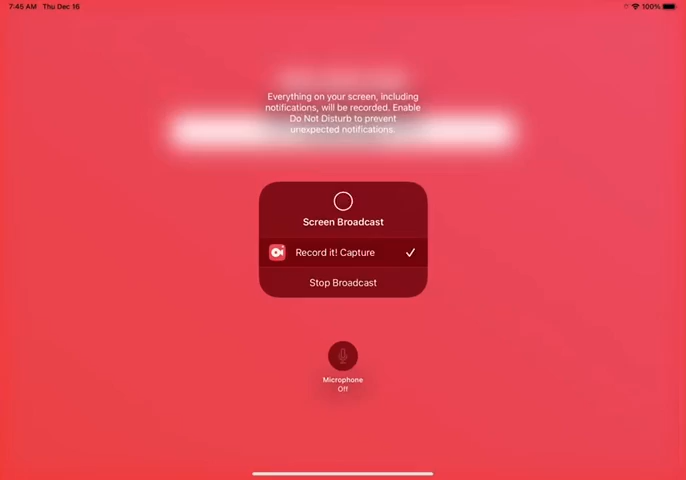 7:45 AM Thu Dec 16
100%
Everything on your screen, including
notifications, will be recorded. Enable
Do Not Disturb to prevent
unexpected notifications.
Screen Broadcast
Record it! Capture
Stop Broadcast
Microphone
Off